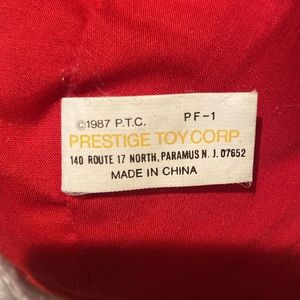 ©1987 P.T.C. PF-1
PRESTIGE TOY CORP.
140 ROUTE 17 NORTH, PARAMUS N. J. 07652
MADE IN CHINA